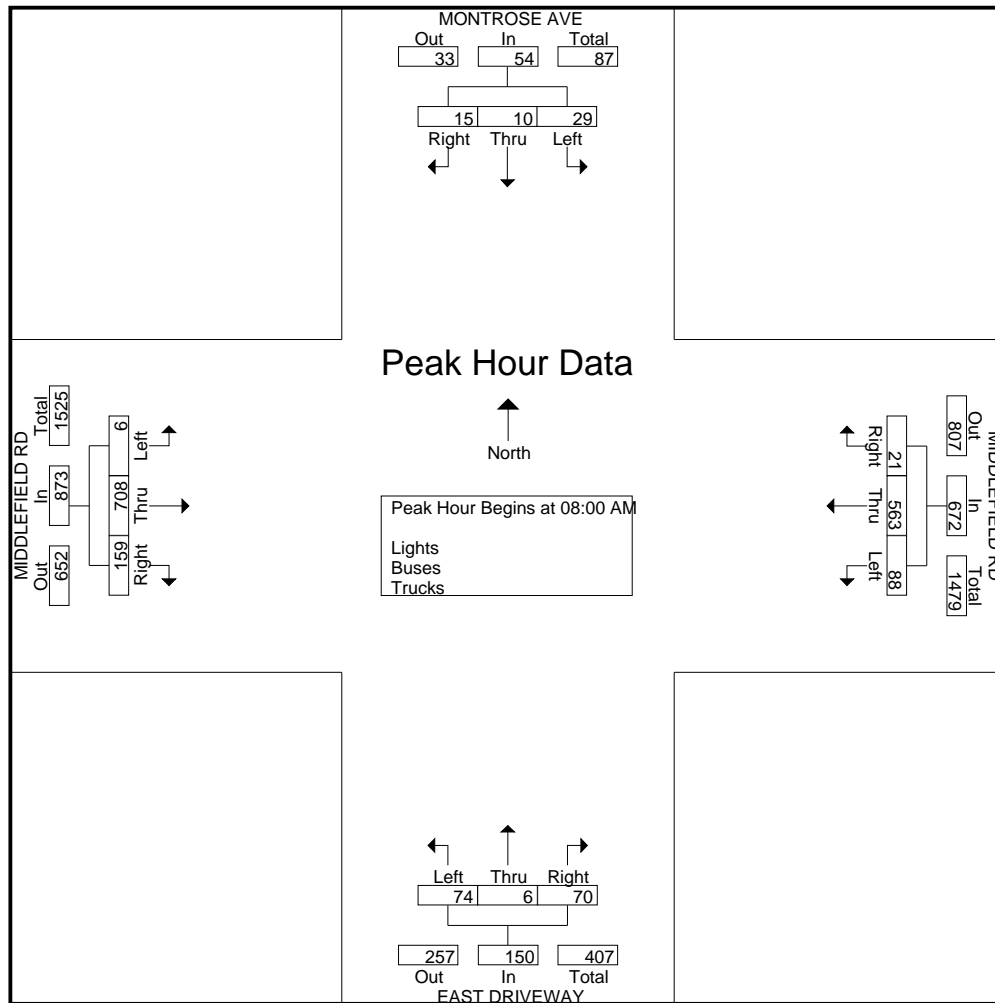 MONTROSE AVE
Out In Total
33 54 87
15 10 29
Right Thru Left
Peak Hour Data
North
Peak Hour Begins at 08:00 AM
Lights
Buses
Trucks
MIDDLEFIELD RD
Total In Out
1525 873 652
6 708 159
Left Thru Right
Right Thru Left
21 563 88
807 672 1479
Out In Total
MIDDLEFIELD RD
Left Thru Right
74 6 70
257 150 407
Out In Total
EAST DRIVEWAY